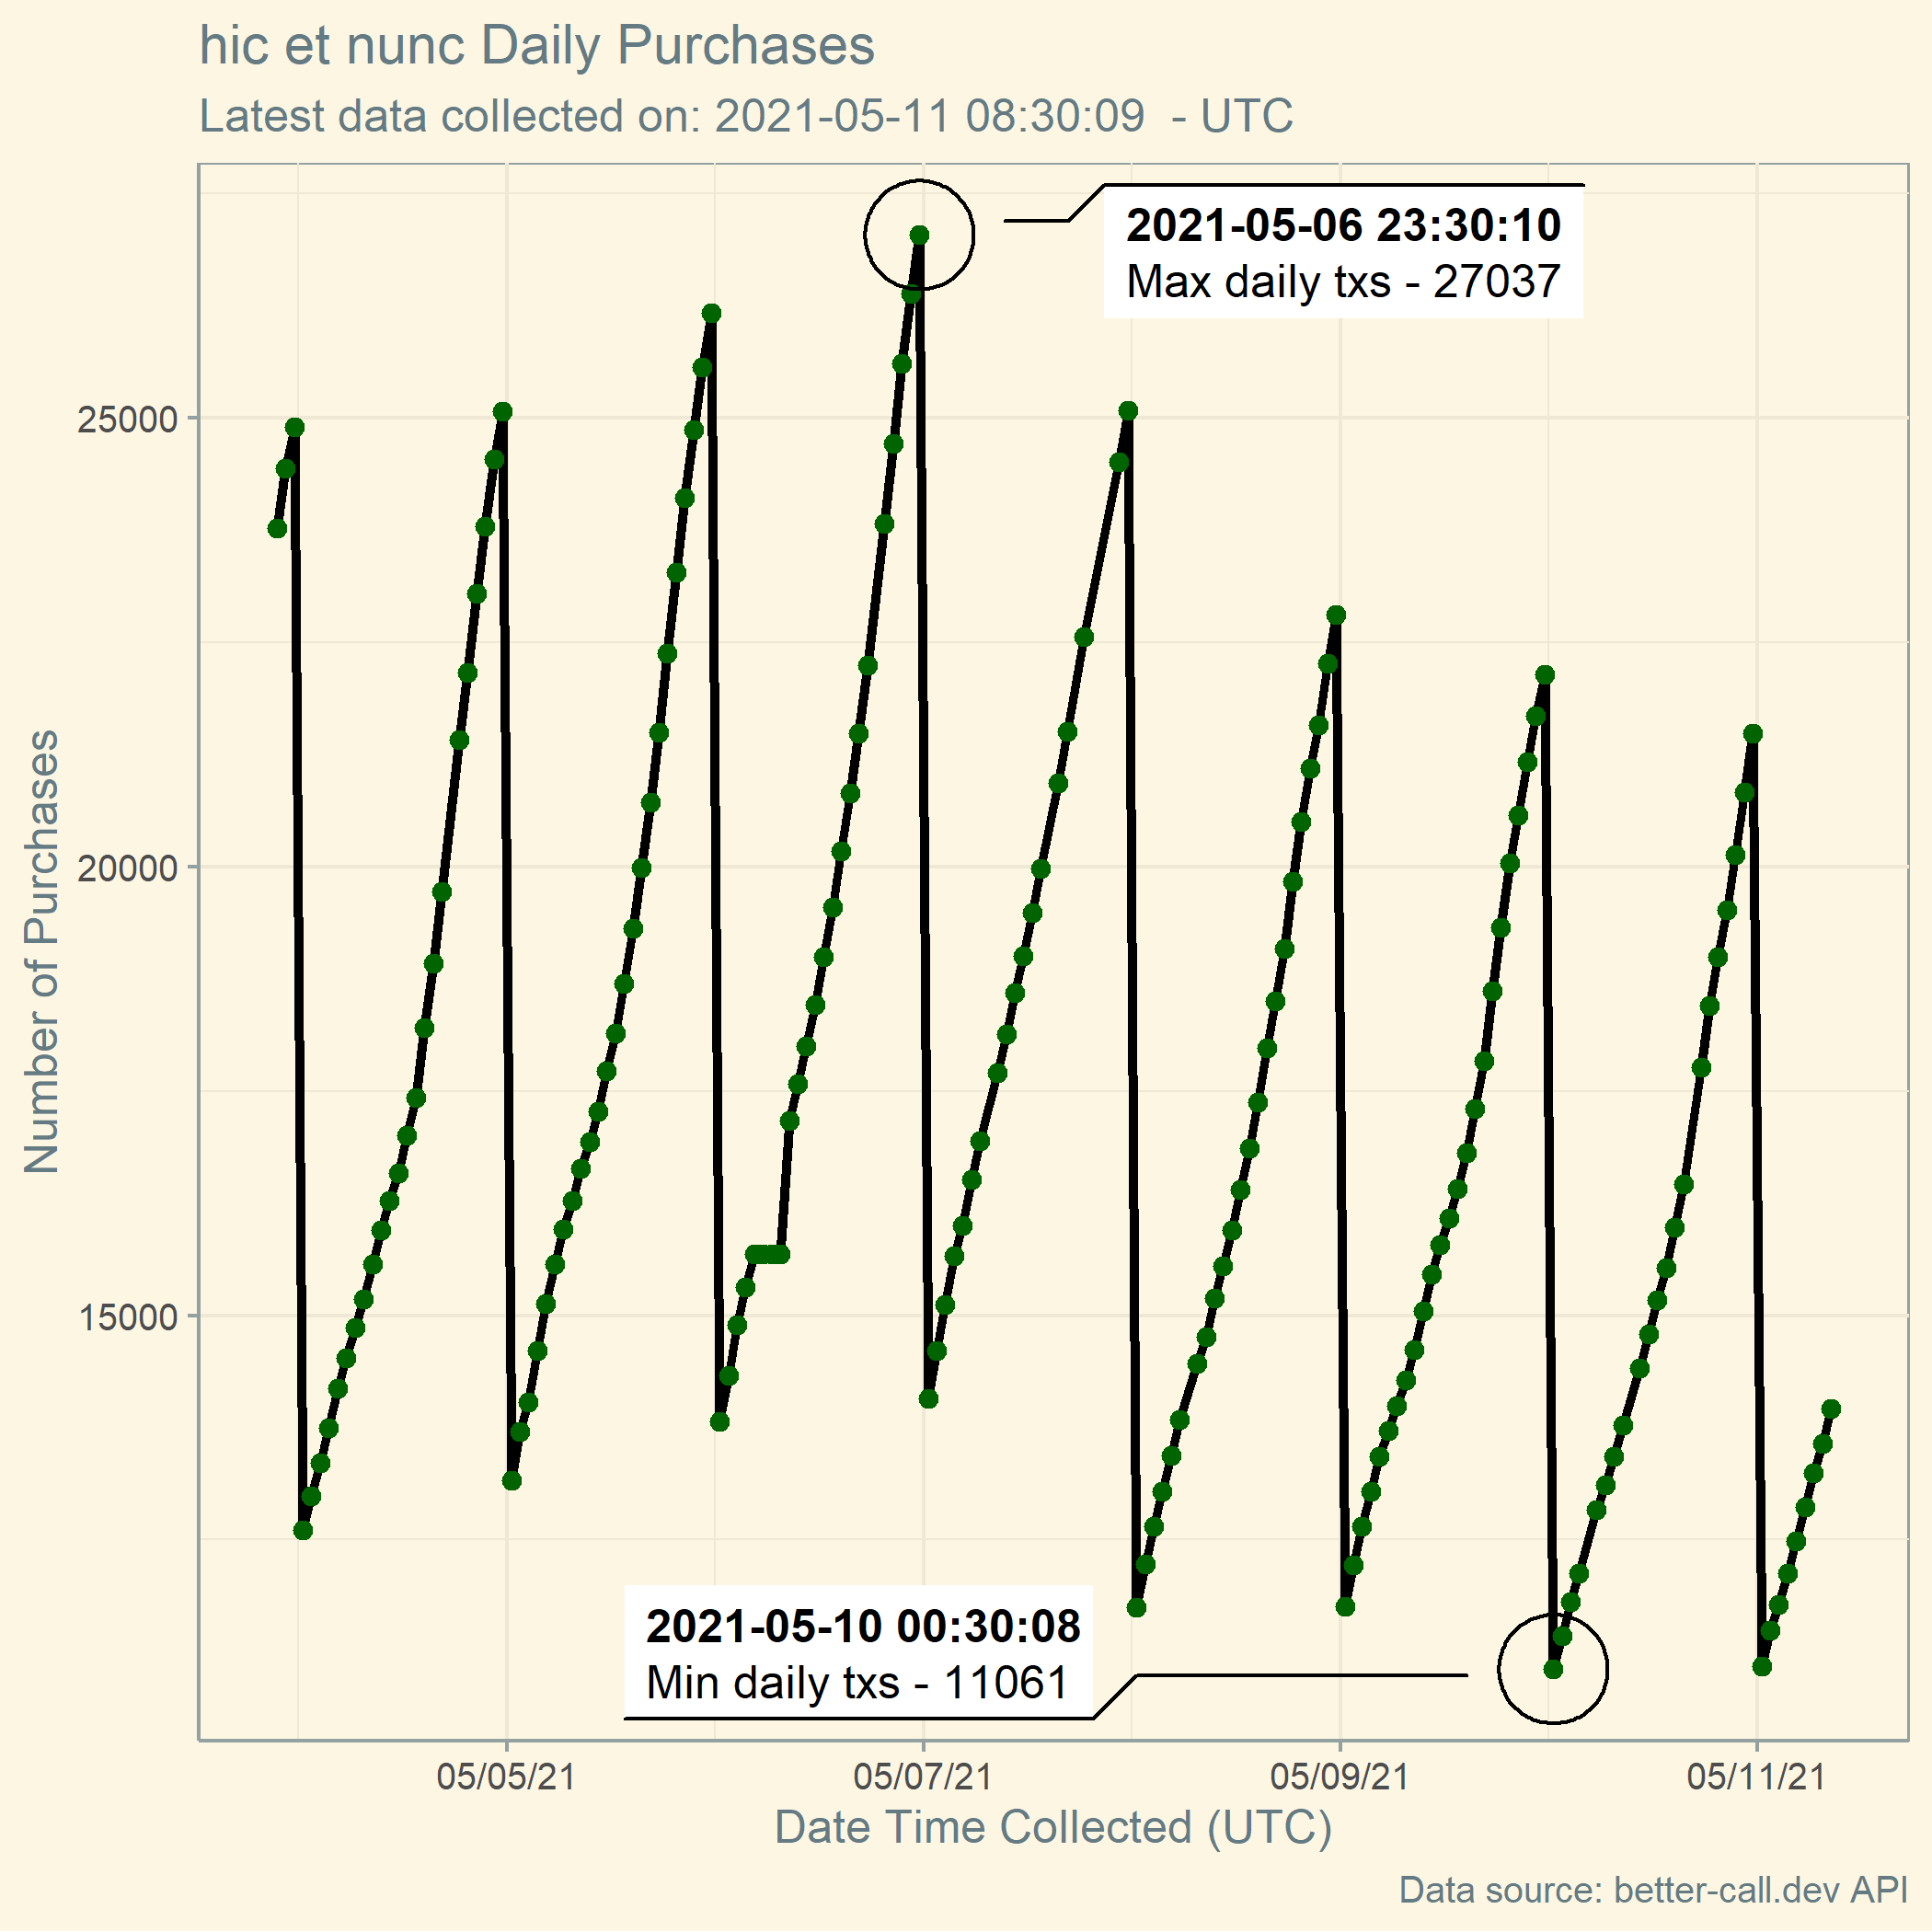 hic et nunc Daily Purchases
Latest data collected on: 2021-05-11 08:30:09  - UTC
2021-05-06 23:30:10
Max daily txs - 27037
25000
20000
15000
Number of Purchases
2021-05-10 00:30:08
Min daily txs - 11061
05/05/21
05/07/21
05/09/21
05/11/21
Date Time Collected (UTC)
Data source: better-call.dev API